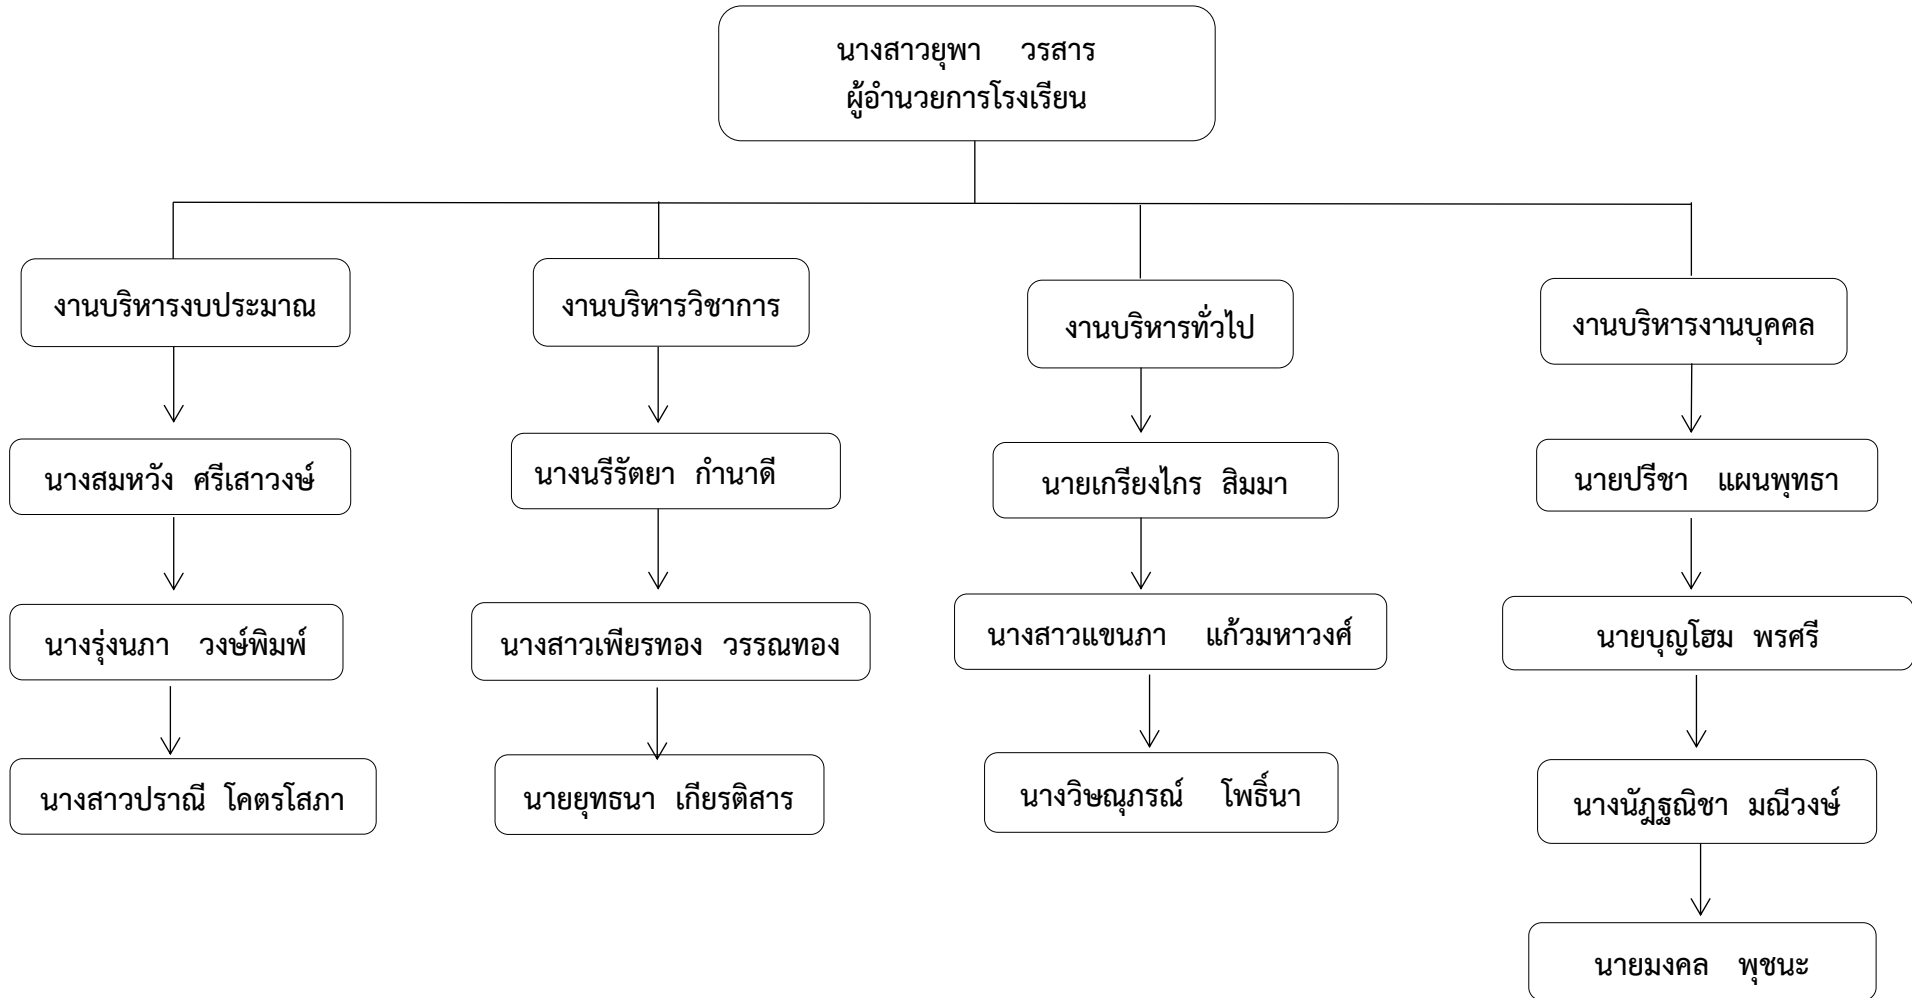 นางสาวยุพา วรสาร
ผู้อำนวยการโรงเรียน
งานบริหารงบประมาณ
นางสมหวัง ศรีเสาวงษ์
นางรุ่งนภา วงษ์พิมพ์
นางสาวปราณี โคตรโสภา
งานบริหารวิชาการ
นางนรีรัตยา กำนาดี
นางสาวเพียรทอง วรรณทอง
นายยุทธนา เกียรติสาร
งานบริหารทั่วไป
นายเกรียงไกร สิมมา
นางสาวแขนภา แก้วมหาวงศ์
นางวิษณุภรณ์ โพธิ์นา
งานบริหารงานบุคคล
นายปรีชา แผนพุทธา
นายบุญโฮม พรศรี
นางนัฎฐณิชา มณีวงษ์
นายมงคล พุชนะ